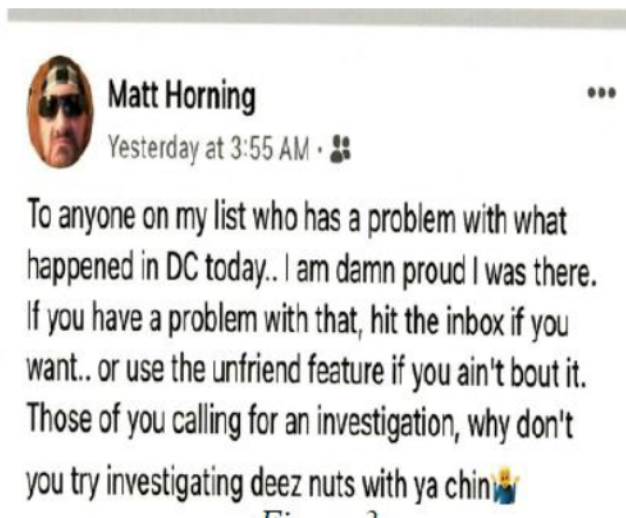 Matt Horning
Yesterday at 3:55 AM ·
To anyone on my list who has a problem with what
happened in DC today.. I am damn proud I was there.
If you have a problem with that, hit the inbox if you
want.. or use the unfriend feature if you ain't bout it.
Those of you calling for an investigation, why don't
you try investigating deez nuts with ya chin🤷‍♂️